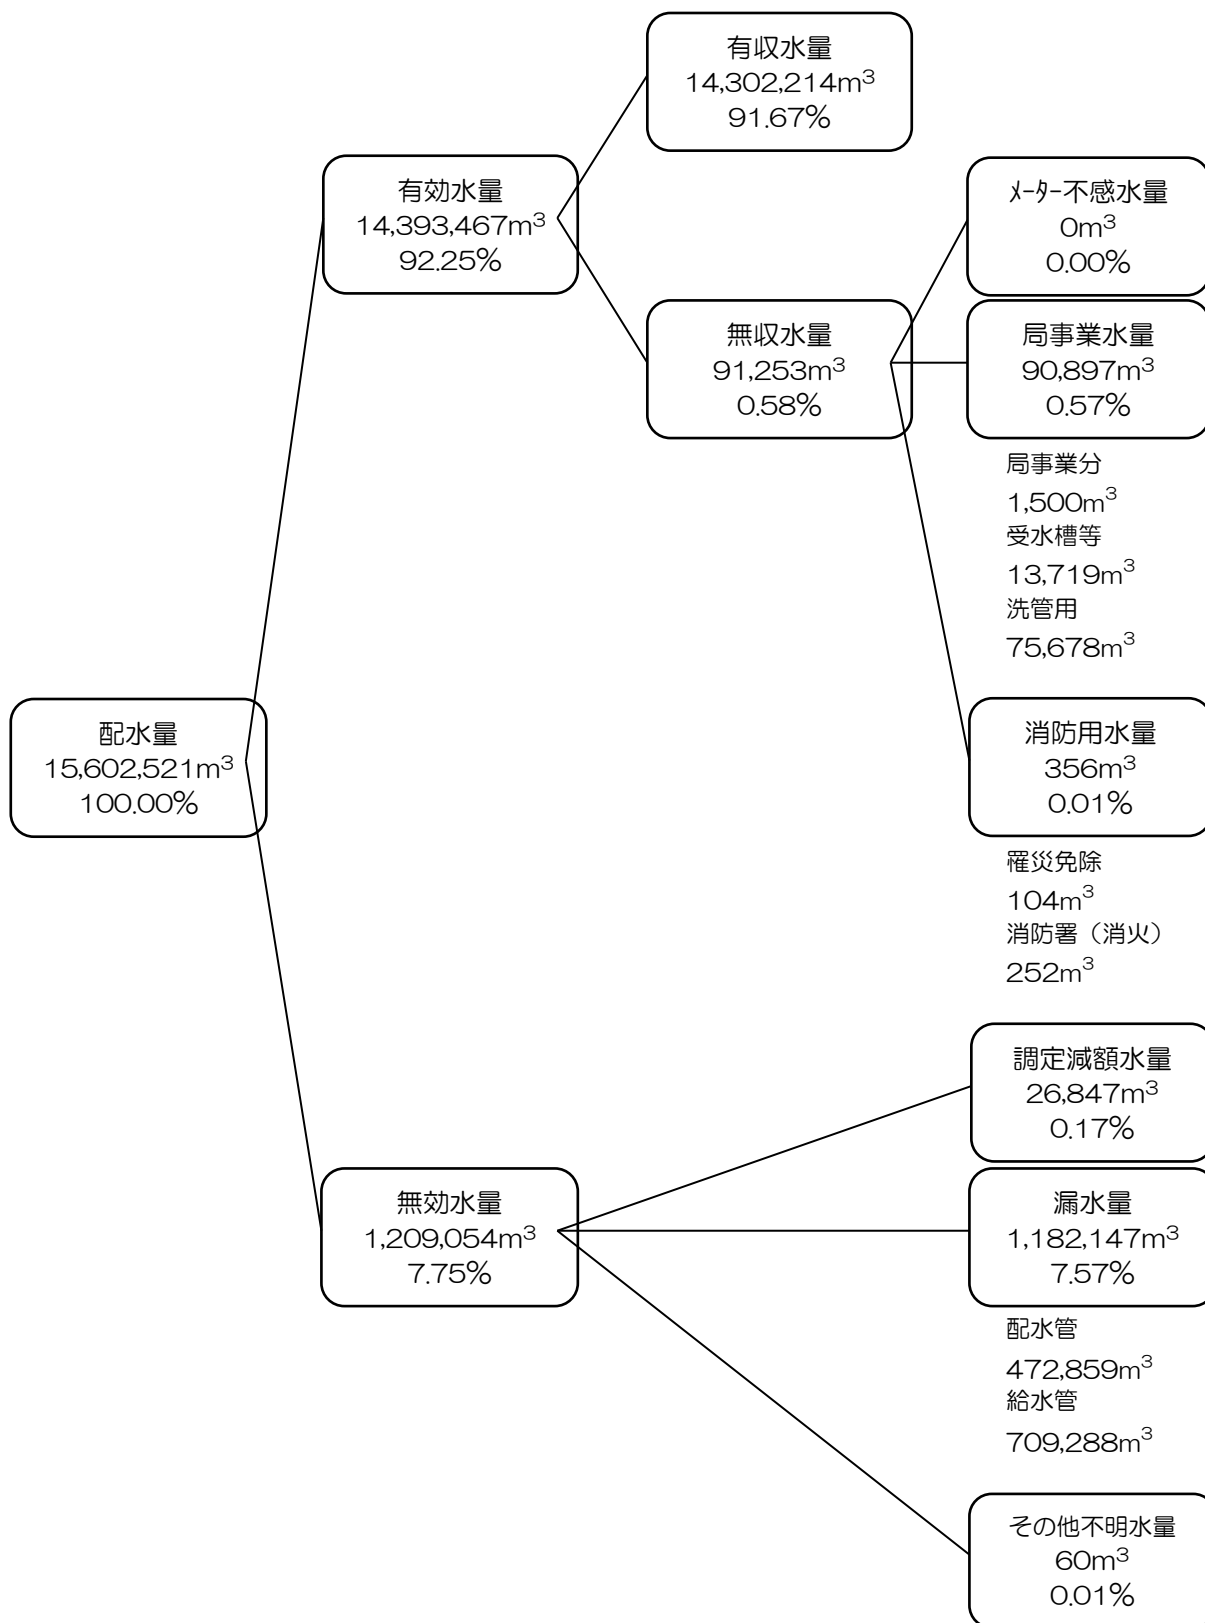 有収水量
14,302,214m³
91.67%
有効水量
14,393,467m³
92.25%
メーター不感水量
0m³
0.00%
無収水量
91,253m³
0.58%
局事業水量
90,897m³
0.57%
局事業分
1,500m³
受水槽等
13,719m³
洗管用
75,678m³
配水量
15,602,521m³
100.00%
消防用水量
356m³
0.01%
罹災免除
104m³
消防署（消火）
252m³
調定減額水量
26,847m³
0.17%
無効水量
1,209,054m³
7.75%
漏水量
1,182,147m³
7.57%
配水管
472,859m³
給水管
709,288m³
その他不明水量
60m³
0.01%